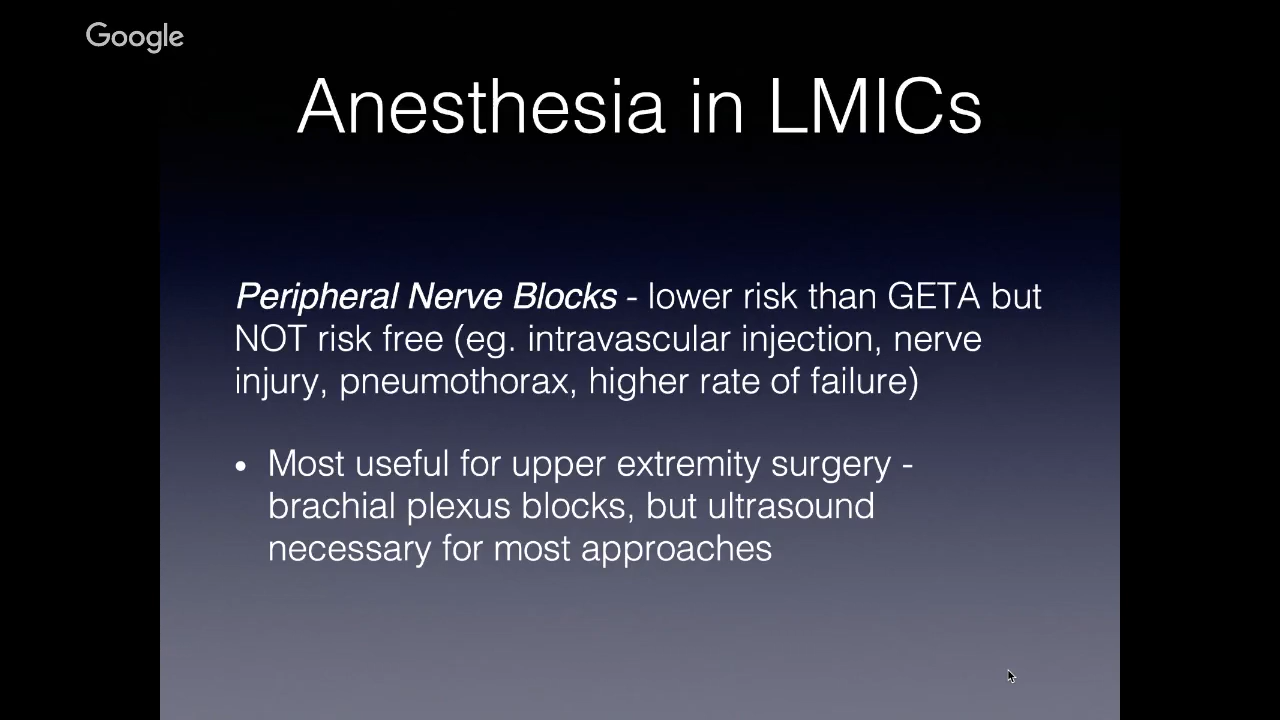 Google
Anesthesia in LMICs
Peripheral Nerve Blocks - lower risk than GETA but
NOT risk free (eg. intravascular injection, nerve
injury, pneumothorax, higher rate of failure)
• Most useful for upper extremity surgery -
brachial plexus blocks, but ultrasound
necessary for most approaches